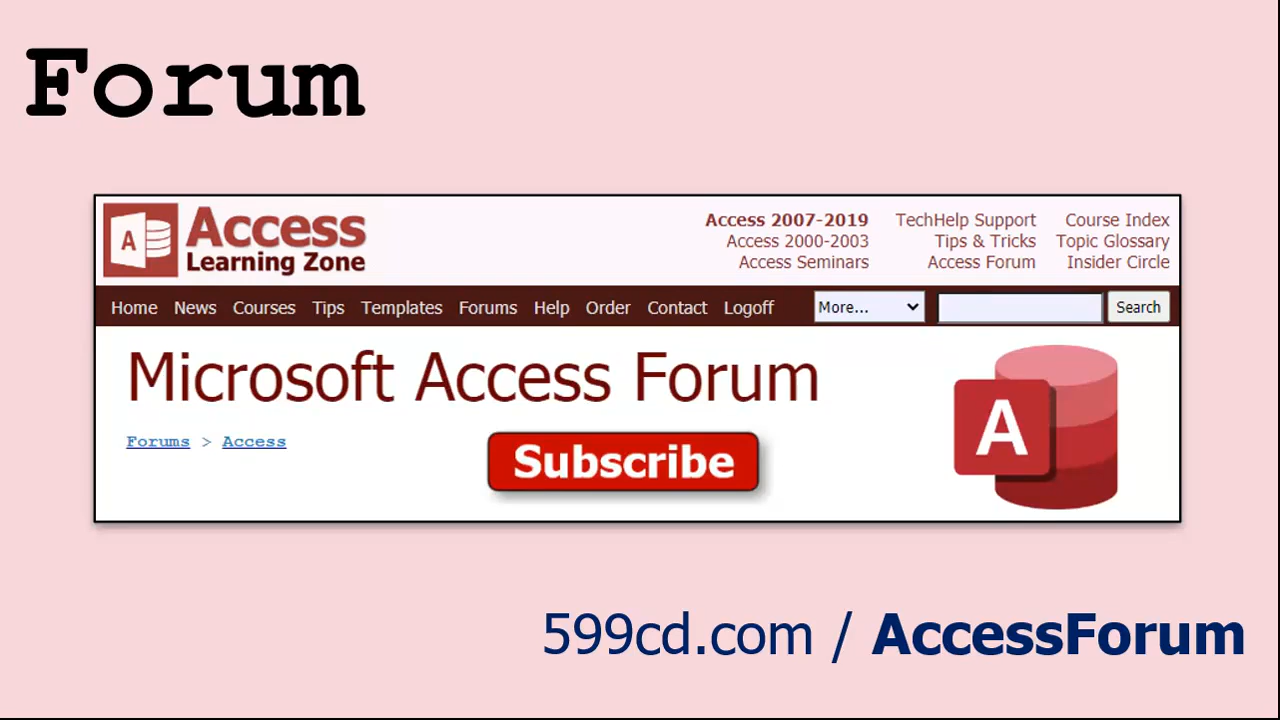 Forum
A
Access
Learning Zone
Access 2007-2019
TechHelp Support
Course Index
Access 2000-2003
Tips & Tricks
Topic Glossary
Access Seminars
Access Forum
Insider Circle
Home News Courses Tips Templates Forums Help Order Contact Logoff More... Search
Microsoft Access Forum
Forums > Access
Subscribe
A
599cd.com / AccessForum